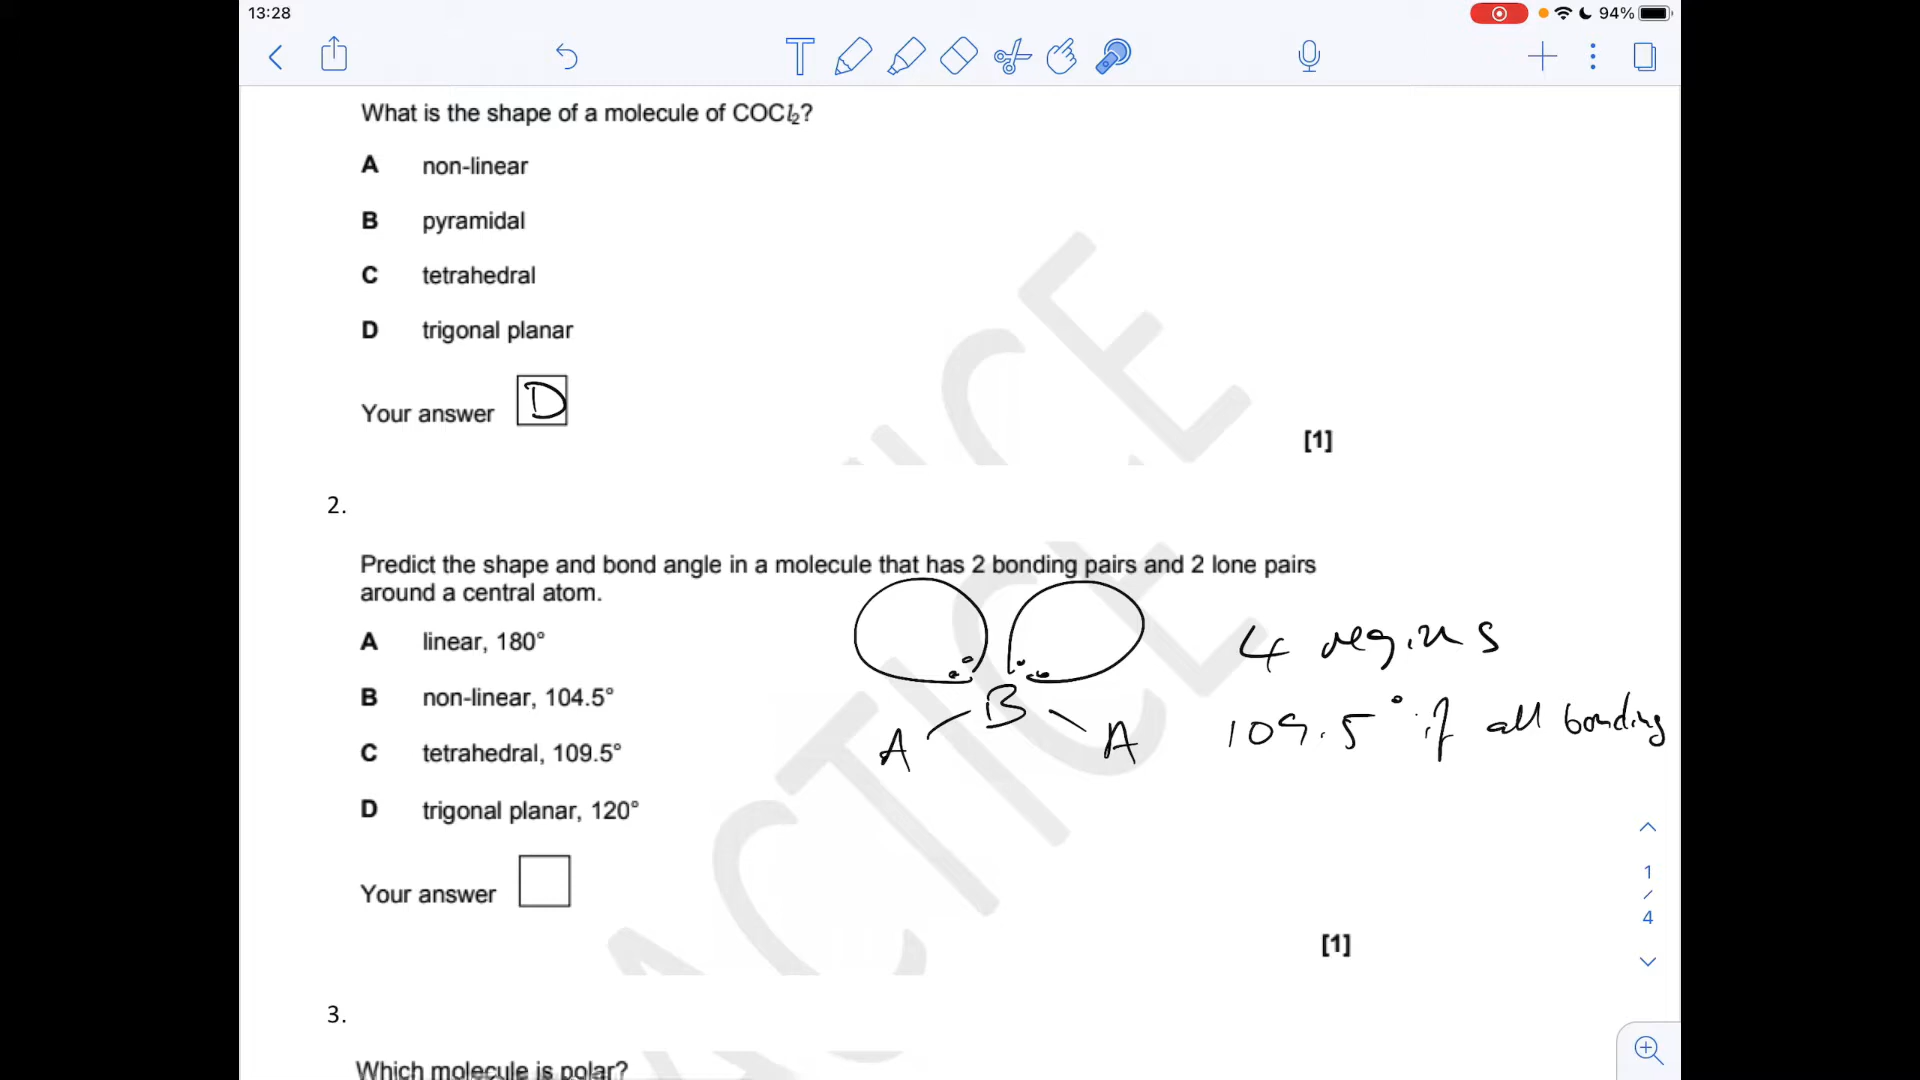 13:28
94%
What is the shape of a molecule of COCl₂?
A non-linear
B pyramidal
C tetrahedral
D trigonal planar
Your answer D
[1]
2.
Predict the shape and bond angle in a molecule that has 2 bonding pairs and 2 lone pairs
around a central atom.
A linear, 180°
B non-linear, 104.5°
C tetrahedral, 109.5°
D trigonal planar, 120°
B
A A
4 regions
109.5° if all bonding
Your answer
[1]
1
/
4
3.
Which molecule is polar?
PRACTICE